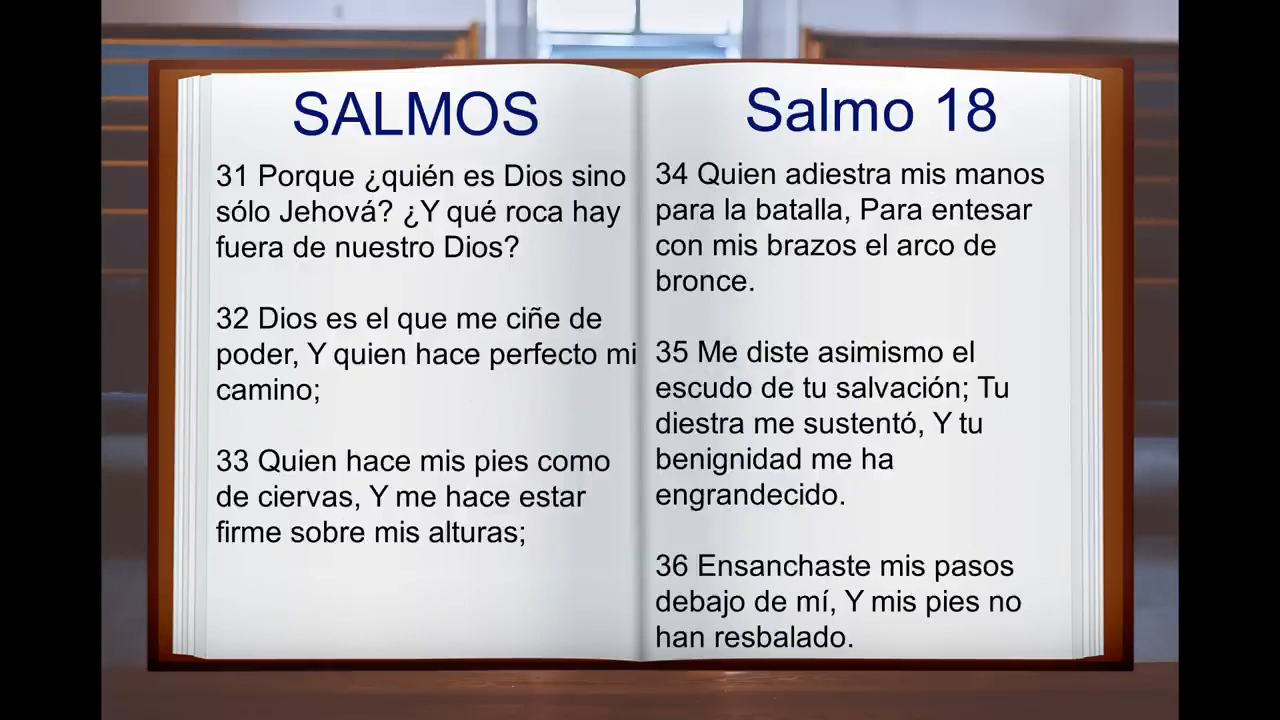 SALMOS
31 Porque ¿quién es Dios sino
sólo Jehová? ¿Y qué roca hay
fuera de nuestro Dios?
32 Dios es el que me ciñe de
poder, Y quien hace perfecto mi
camino;
33 Quien hace mis pies como
de ciervas, Y me hace estar
firme sobre mis alturas;
Salmo 18
34 Quien adiestra mis manos
para la batalla, Para entesar
con mis brazos el arco de
bronce.
35 Me diste asimismo el
escudo de tu salvación; Tu
diestra me sustentó, Y tu
benignidad me ha
engrandecido.
36 Ensanchaste mis pasos
debajo de mí, Y mis pies no
han resbalado.